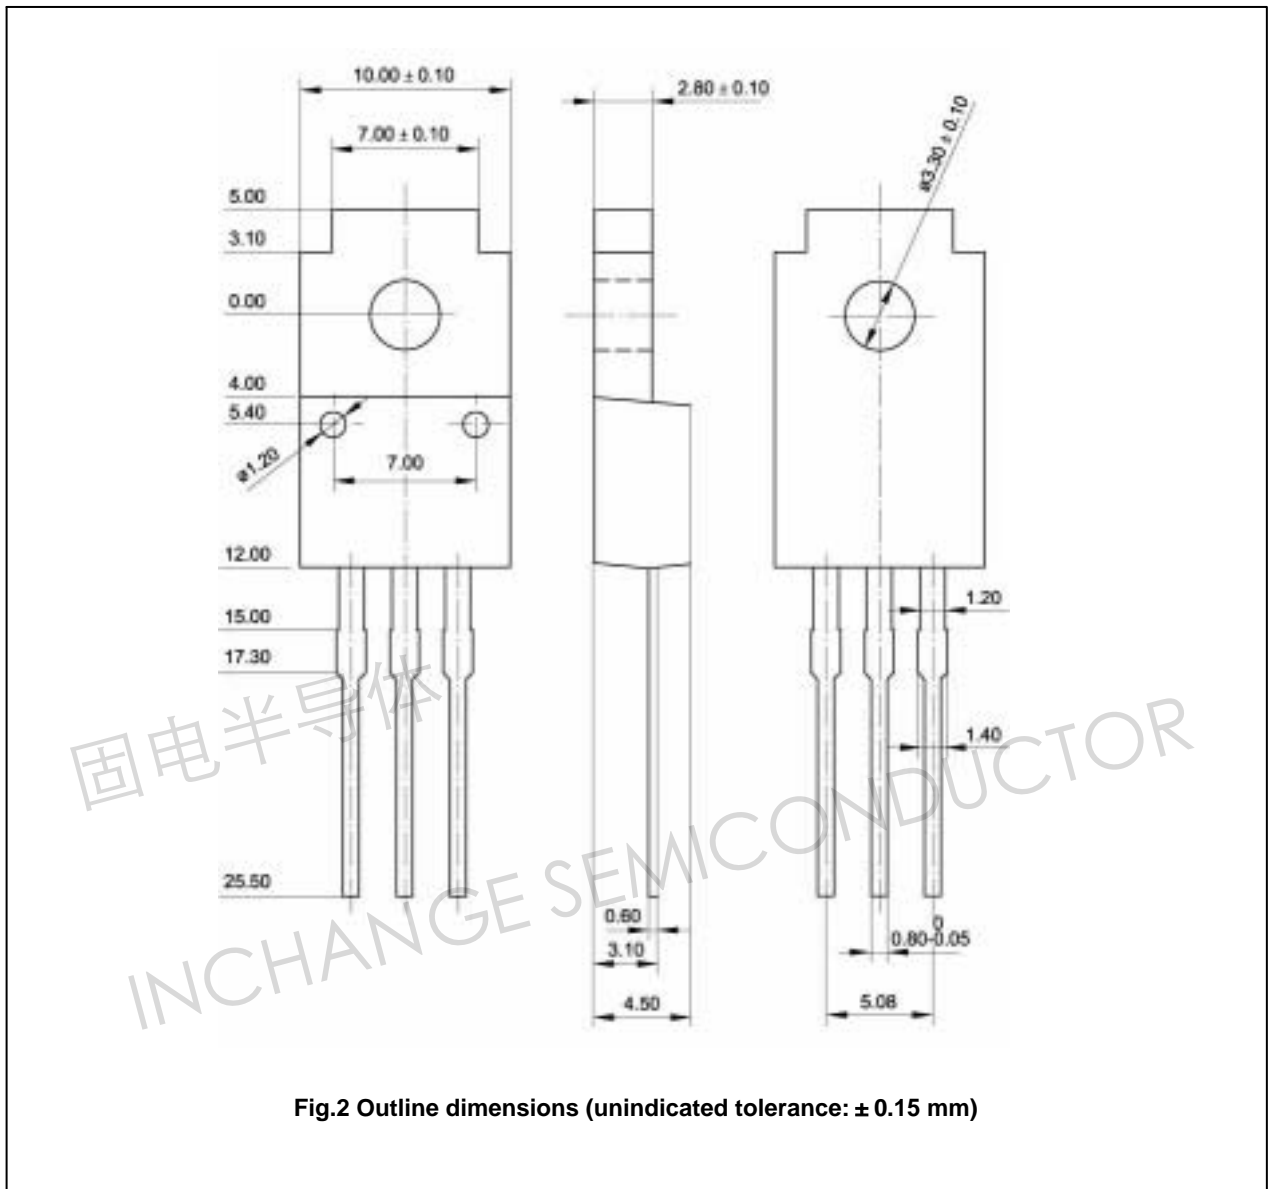 10.00 ± 0.10
2.80 ± 0.10
ø3.30 ± 0.10
7.00 ± 0.10
5.00
3.10
0.00
4.00
5.40
ø1.20
7.00
12.00
15.00
17.30
25.50
1.20
1.40
0.60
3.10
4.50
0
0.80-0.05
5.08
固电半导体
INCHANGE SEMICONDUCTOR
Fig.2 Outline dimensions (unindicated tolerance: ± 0.15 mm)